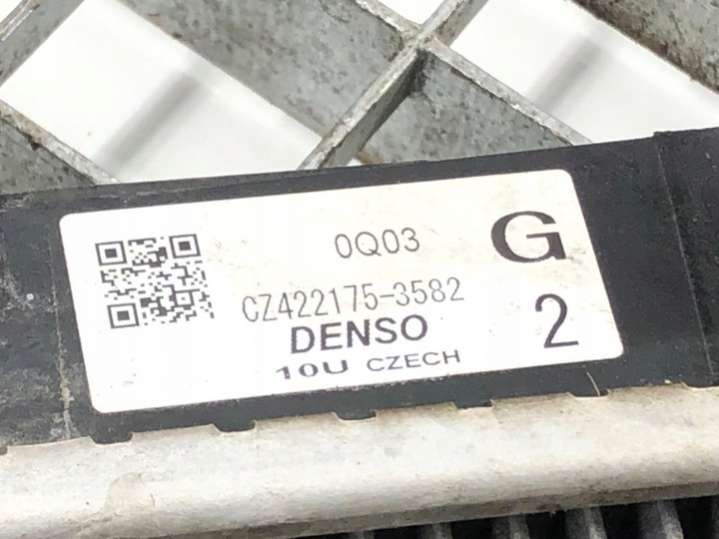 0Q03
G
CZ422175-3582
DENSO
2
10U CZECH